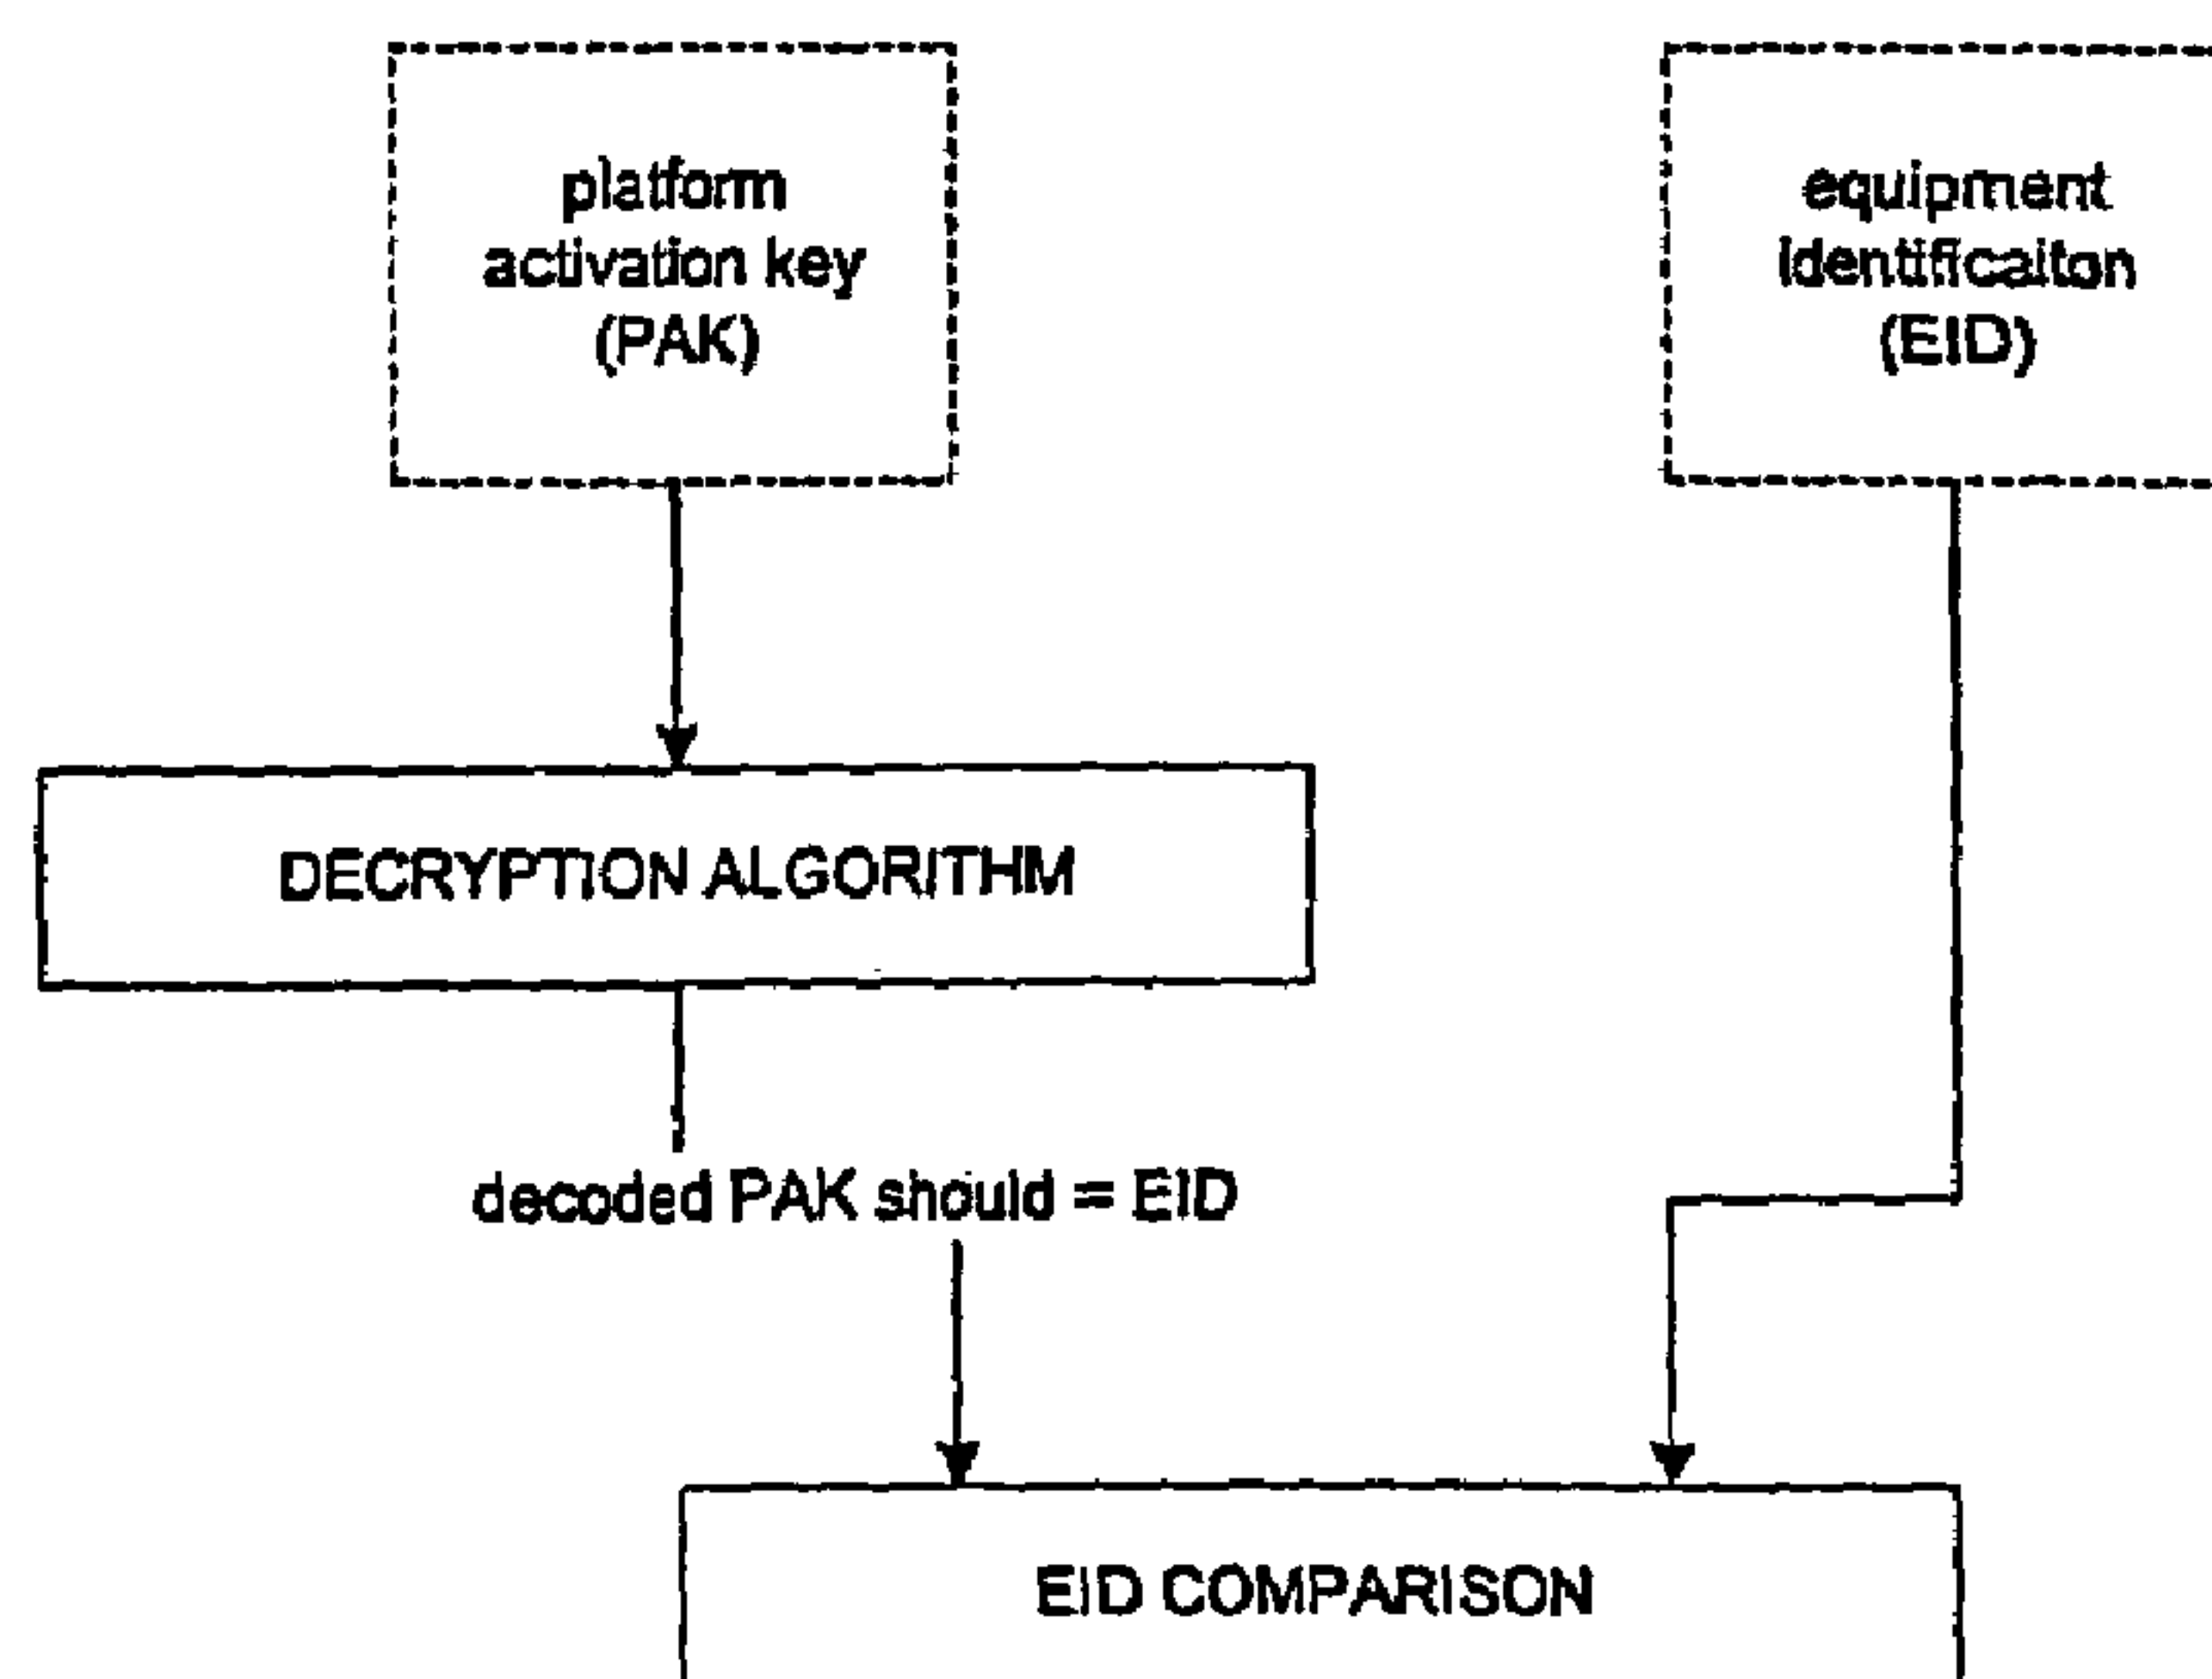 platform
activation key
(PAK)
equipment
identificaiton
(EID)
DECRYPTION ALGORITHM
decoded PAK should = EID
EID COMPARISON